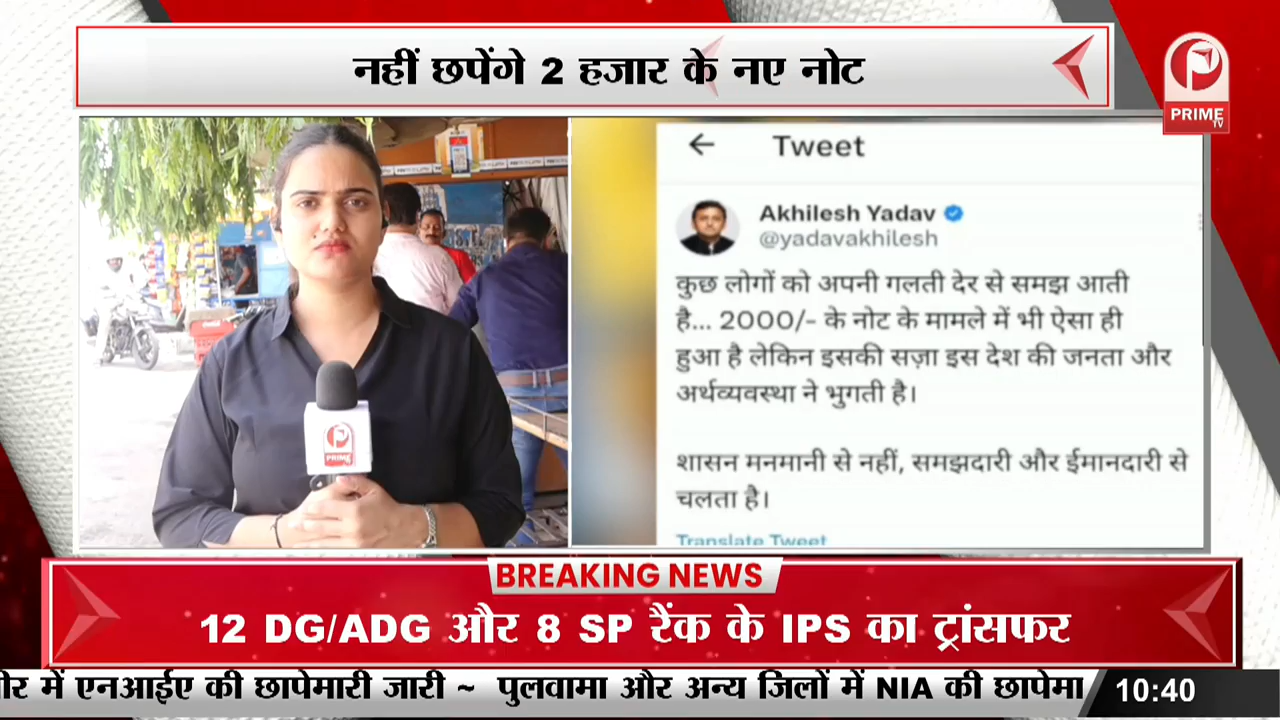 नहीं छपेंगे 2 हजार के नए नोट
PRIME
TV
Tweet
Akhilesh Yadav
@yadavakhilesh
कुछ लोगों को अपनी गलती देर से समझ आती
है... 2000/- के नोट के मामले में भी ऐसा ही
हुआ है लेकिन इसकी सज़ा इस देश की जनता और
अर्थव्यवस्था ने भुगती है।
शासन मनमानी से नहीं, समझदारी और ईमानदारी से
चलता है।
Translate Tweet
PRIME
BREAKING NEWS
12 DG/ADG और 8 SP रैंक के IPS का ट्रांसफर
में एनआईए की छापेमारी जारी ~ पुलवामा और अन्य जिलों में NIA की छापेमा
10:40